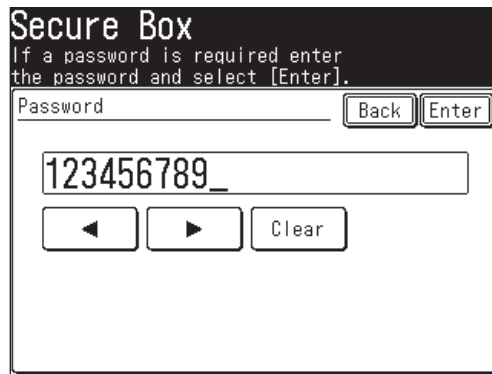 Secure Box
If a password is required enter
the password and select [Enter].
Password
Back
Enter
123456789_
◀
▶
Clear